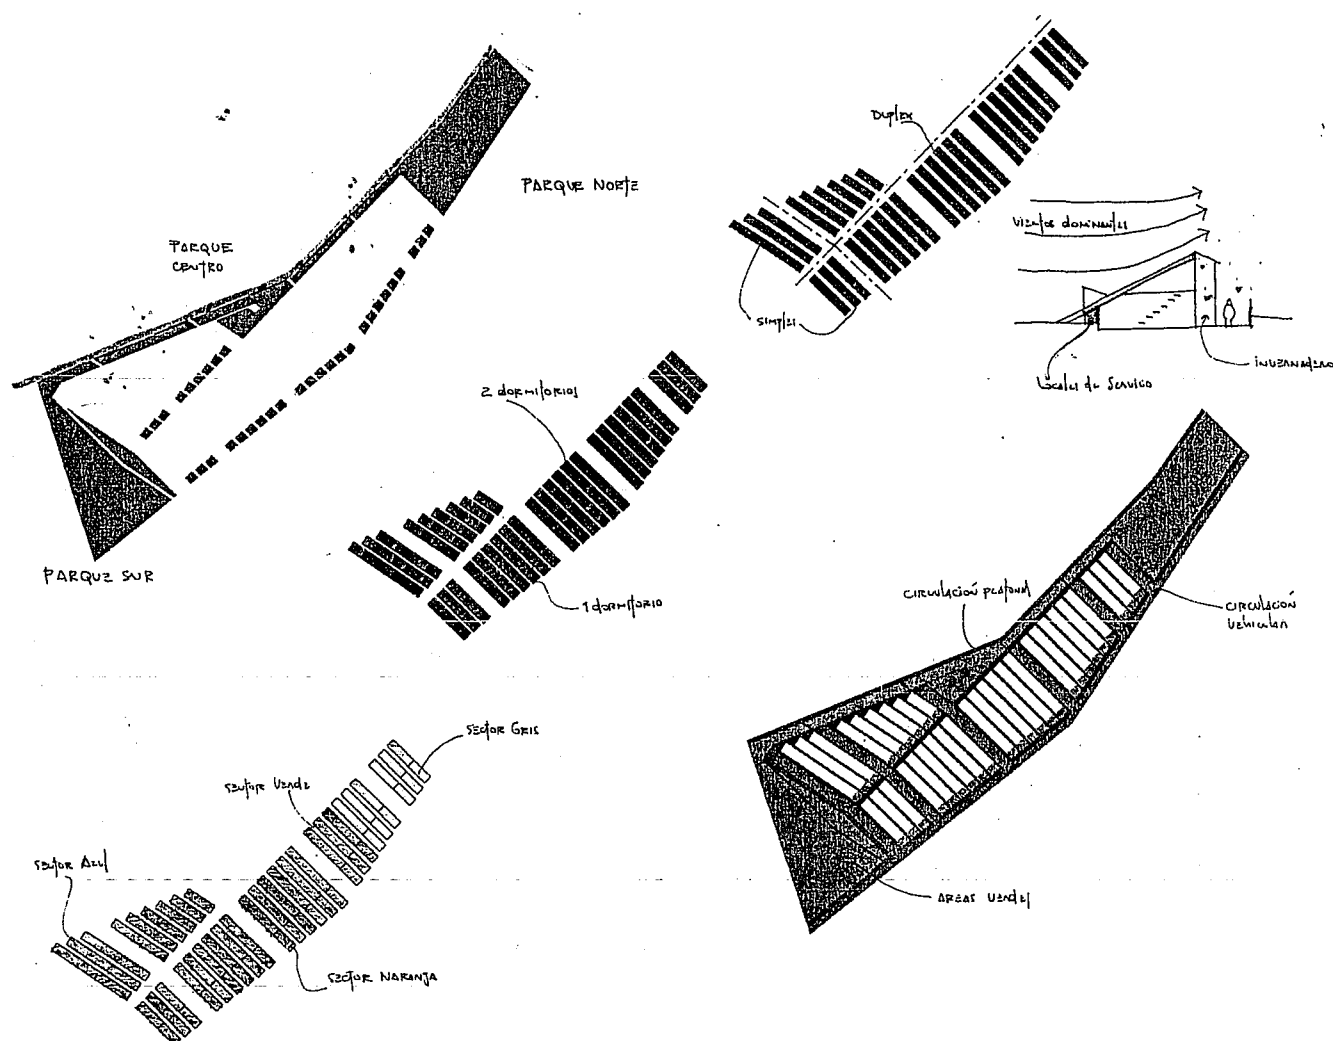 PARQUE NORTE
PARQUE
CENTRO
PARQUE SUR
DUPLEX
SIMPLES
VIENTOS DOMINANTES
INVERNADERO
LOCALES de SERVICO
2 DORMITORIOS
1 DORMITORIO
CIRCULACIÓN PEATONAL
CIRCULACIÓN
VEHICULAR
AREAS VERDES
SECTOR GRIS
SECTOR VERDE
SECTOR AZUL
SECTOR NARANJA